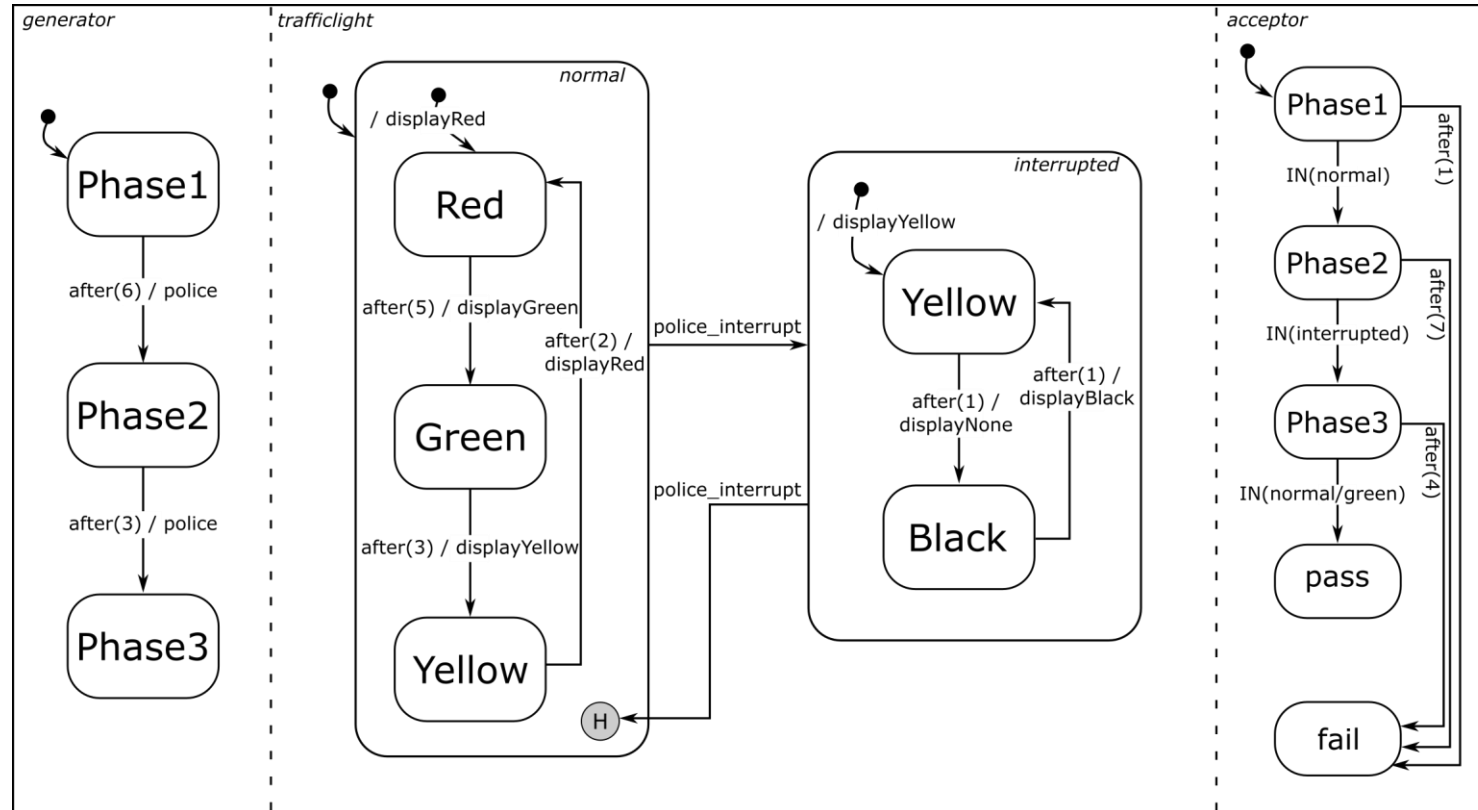 generator
Phase1
after(6) / police
Phase2
after(3) / police
Phase3
trafficlight
normal
/ displayRed
Red
after(5) / displayGreen
after(2) /
displayRed
Green
after(3) / displayYellow
Yellow
H
police_interrupt
police_interrupt
interrupted
/ displayYellow
Yellow
after(1) /
displayNone
after(1) /
displayBlack
Black
acceptor
Phase1
after(1)
IN(normal)
Phase2
after(7)
IN(interrupted)
Phase3
after(4)
IN(normal/green)
pass
fail